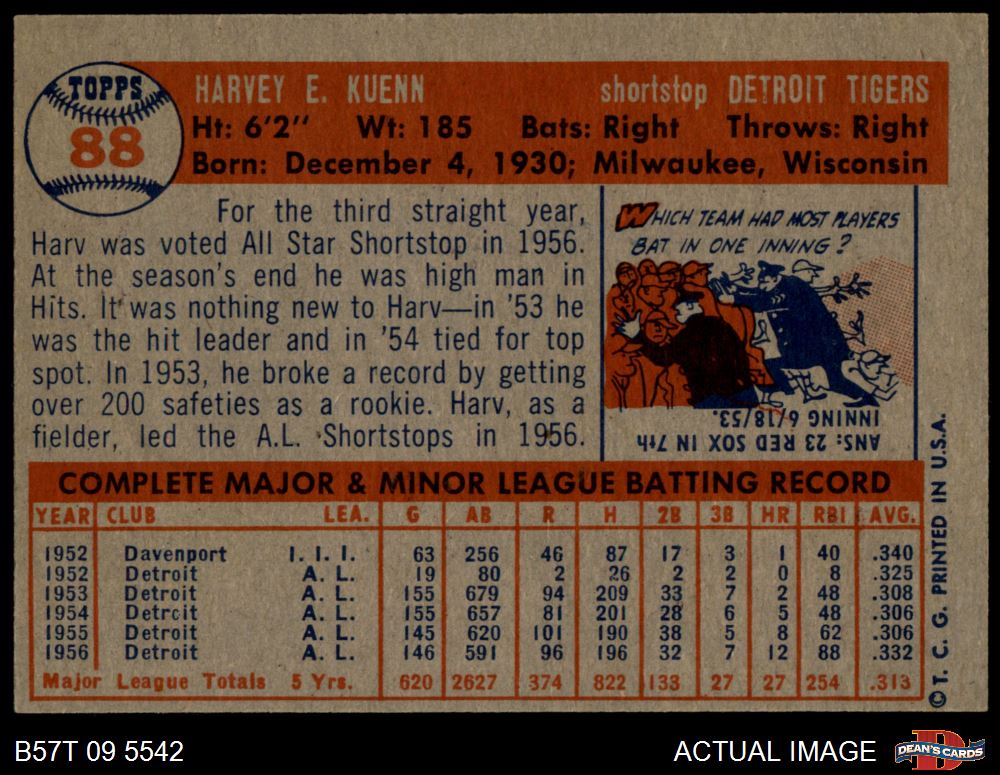 TOPPS
88
HARVEY E. KUENN shortstop DETROIT TIGERS
Ht: 6'2" Wt: 185 Bats: Right Throws: Right
Born: December 4, 1930; Milwaukee, Wisconsin
For the third straight year,
Harv was voted All Star Shortstop in 1956.
At the season's end he was high man in
Hits. It was nothing new to Harv—in '53 he
was the hit leader and in '54 tied for top
spot. In 1953, he broke a record by getting
over 200 safeties as a rookie. Harv, as a
fielder, led the A.L. Shortstops in 1956.
WHICH TEAM HAD MOST PLAYERS
BAT IN ONE INNING?
ANS: 23 RED SOX IN 7th
INNING 6/18/53.
COMPLETE MAJOR & MINOR LEAGUE BATTING RECORD
YEAR CLUB LEA. G AB R H 2B 3B HR RBI AVG.
1952 Davenport I. I. I. 63 256 46 87 17 3 1 40 .340
1952 Detroit A. L. 19 80 2 26 2 2 0 8 .325
1953 Detroit A. L. 155 679 94 209 33 7 2 48 .308
1954 Detroit A. L. 155 657 81 201 28 6 5 48 .306
1955 Detroit A. L. 145 620 101 190 38 5 8 62 .306
1956 Detroit A. L. 146 591 96 196 32 7 12 88 .332
Major League Totals 5 Yrs. 620 2627 374 822 133 27 27 254 .313
© T. C. G. PRINTED IN U.S.A.
B57T 09 5542 ACTUAL IMAGE
DEAN'S CARDS